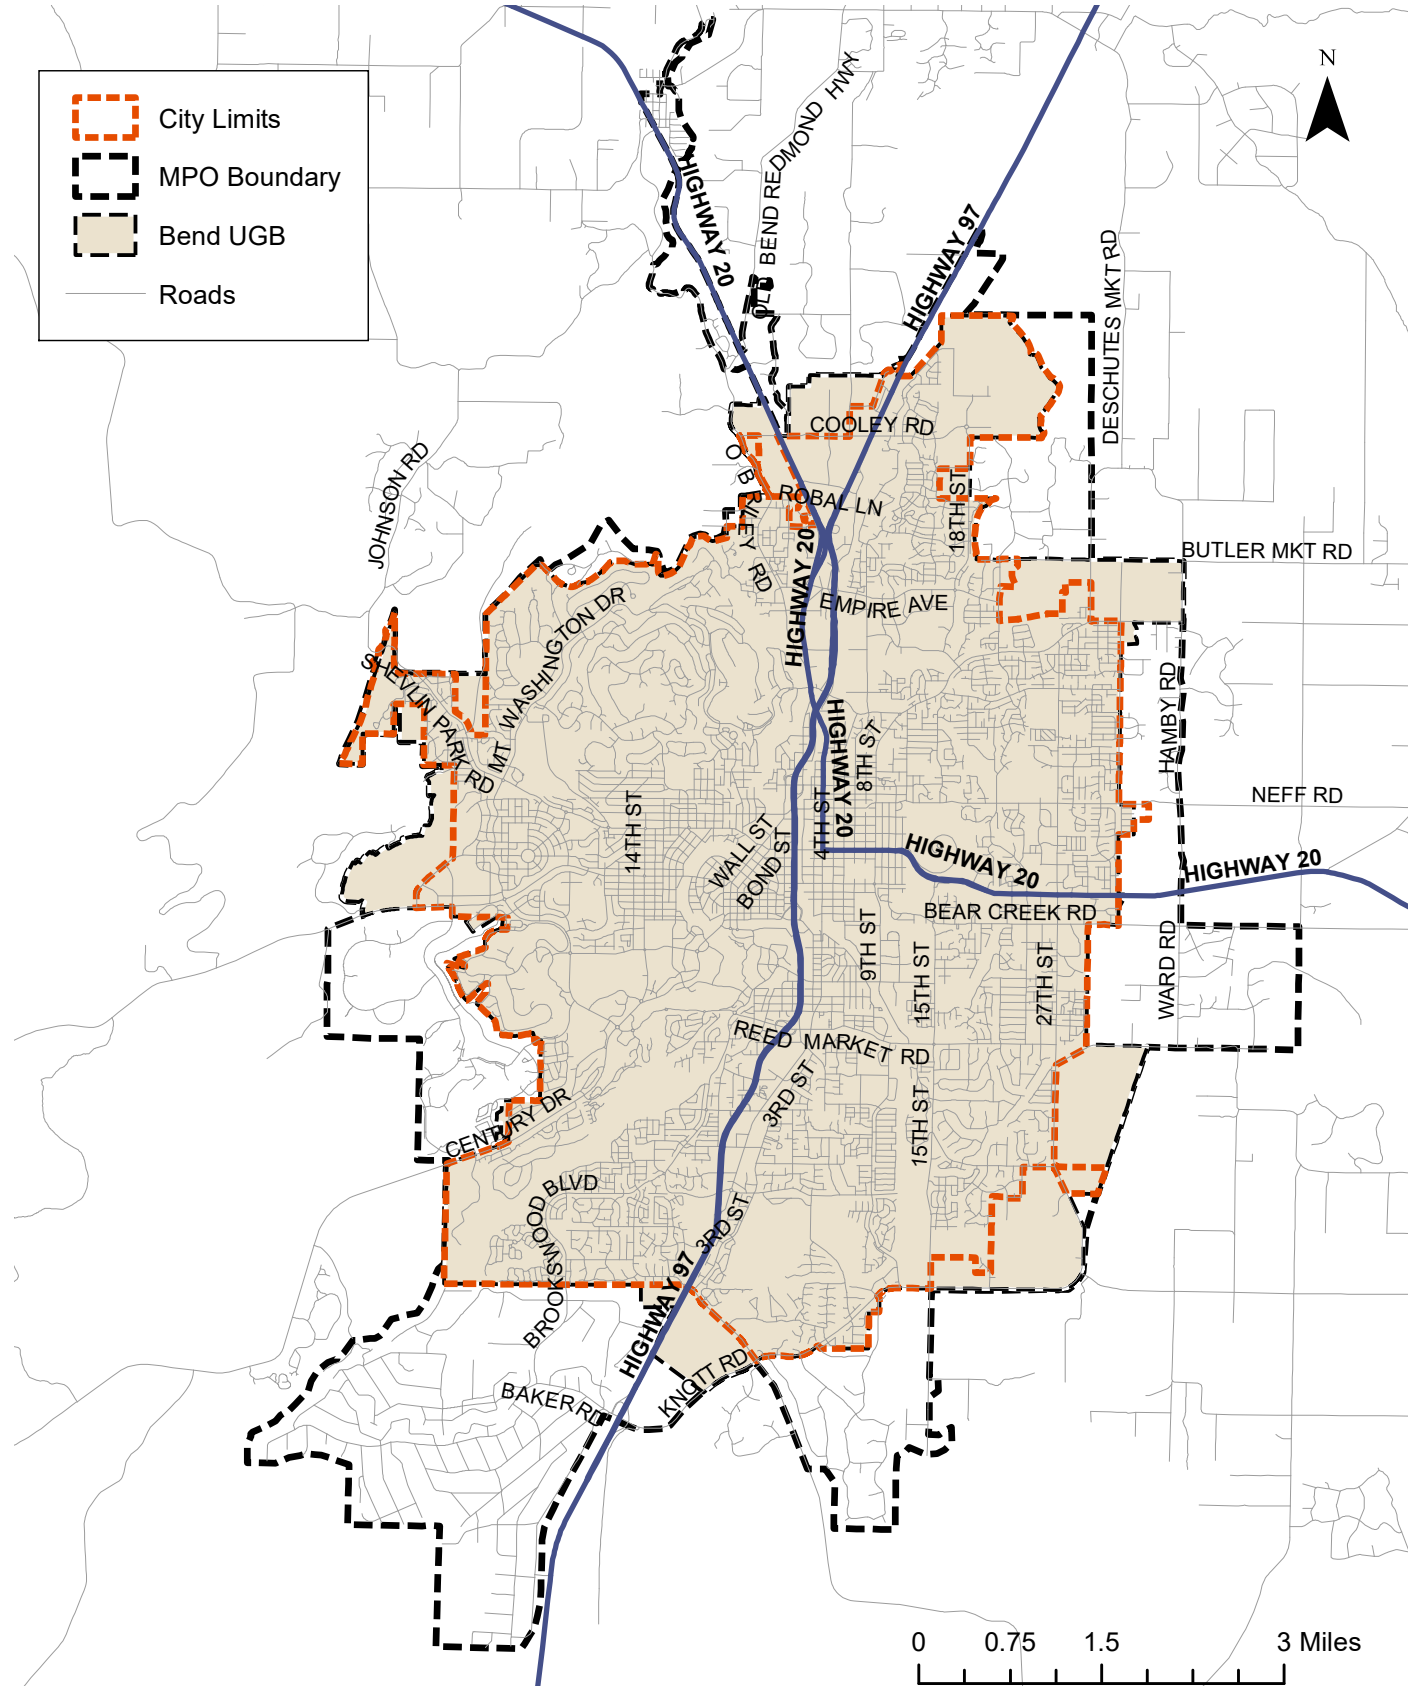 N
City Limits
MPO Boundary
Bend UGB
Roads
OLD BEND REDMOND HWY
HIGHWAY 20
HIGHWAY 97
DESCHUTES MKT RD
COOLEY RD
JOHNSON RD
O B RILEY RD
ROBAL LN
18TH ST
BUTLER MKT RD
HIGHWAY 20
EMPIRE AVE
MT WASHINGTON DR
SHEVLIN PARK RD
HAMBY RD
HIGHWAY 20
8TH ST
NEFF RD
14TH ST
WALL ST
BOND ST
4TH ST
HIGHWAY 20
HIGHWAY 20
BEAR CREEK RD
9TH ST
15TH ST
27TH ST
WARD RD
REED MARKET RD
3RD ST
CENTURY DR
15TH ST
BROOKSWOOD BLVD
3RD ST
HIGHWAY 97
KNOTT RD
BAKER RD
0 0.75 1.5 3 Miles